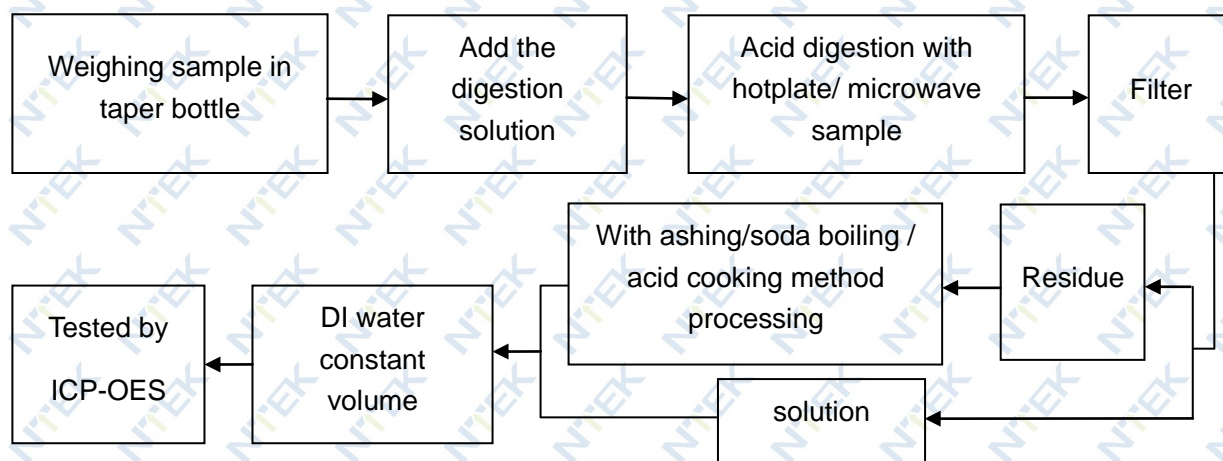 Weighing sample in
taper bottle
Add the
digestion
solution
Acid digestion with
hotplate/ microwave
sample
Filter
With ashing/soda boiling /
acid cooking method
processing
Residue
Tested by
ICP-OES
DI water
constant
volume
solution
NTEK